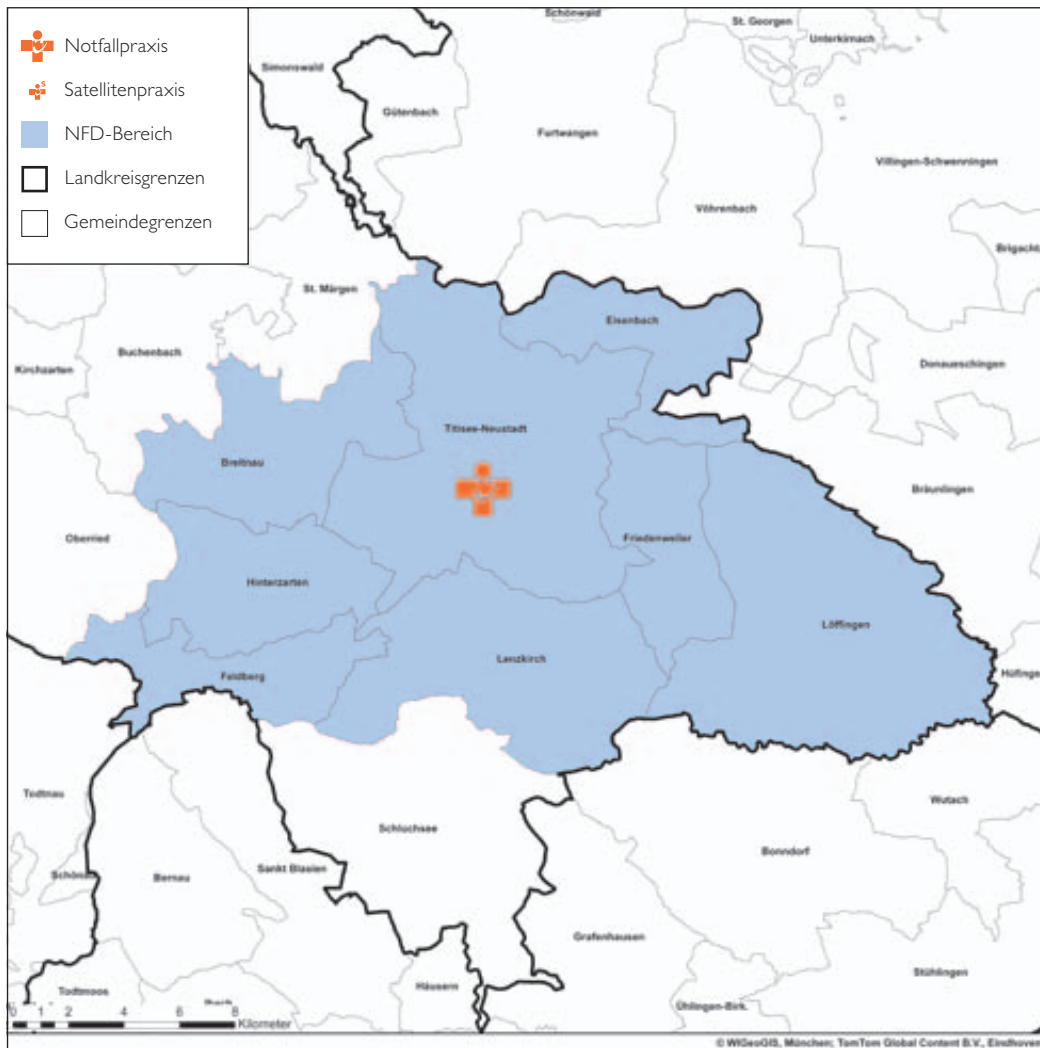 Notfallpraxis
Satellitenpraxis
NFD-Bereich
Landkreisgrenzen
Gemeindegrenzen
Schönwald
St. Georgen
Unterkirnach
Simonswald
Gütenbach
Furtwangen
Villingen-Schwenningen
Vöhrenbach
Brigachta
St. Märgen
Eisenbach
Buchenbach
Kirchzarten
Donaueschingen
Titisee-Neustadt
Breitnau
Bräunlingen
Oberried
Friedenweiler
Hinterzarten
Löffingen
Lenzkirch
Feldberg
Hüfinge
Todtnau
Wutach
Schluchsee
Bonndorf
Sankt Blasien
Schöna
Bernau
Grafenhausen
Stühlingen
Todtmoos
Häusern
Ühlingen-Birk.
0 1 2 4 6 8
Kilometer
© WIGeoGIS, München; TomTom Global Content B.V., Eindhoven